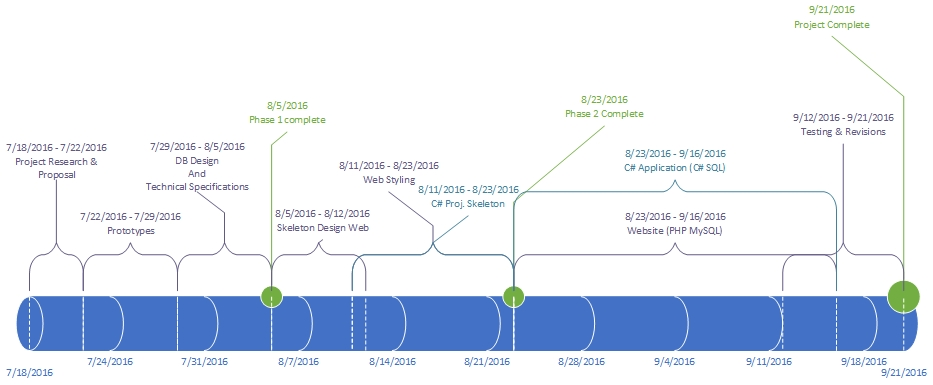 9/21/2016
Project Complete
8/5/2016
Phase 1 complete
8/23/2016
Phase 2 Complete
9/12/2016 - 9/21/2016
Testing & Revisions
7/18/2016 - 7/22/2016
Project Research &
Proposal
7/29/2016 - 8/5/2016
DB Design
And
Technical Specifications
8/11/2016 - 8/23/2016
Web Styling
8/23/2016 - 9/16/2016
C# Application (C# SQL)
8/11/2016 - 8/23/2016
C# Proj. Skeleton
7/22/2016 - 7/29/2016
Prototypes
8/5/2016 - 8/12/2016
Skeleton Design Web
8/23/2016 - 9/16/2016
Website (PHP MySQL)
7/18/2016
7/24/2016
7/31/2016
8/7/2016
8/14/2016
8/21/2016
8/28/2016
9/4/2016
9/11/2016
9/18/2016
9/21/2016